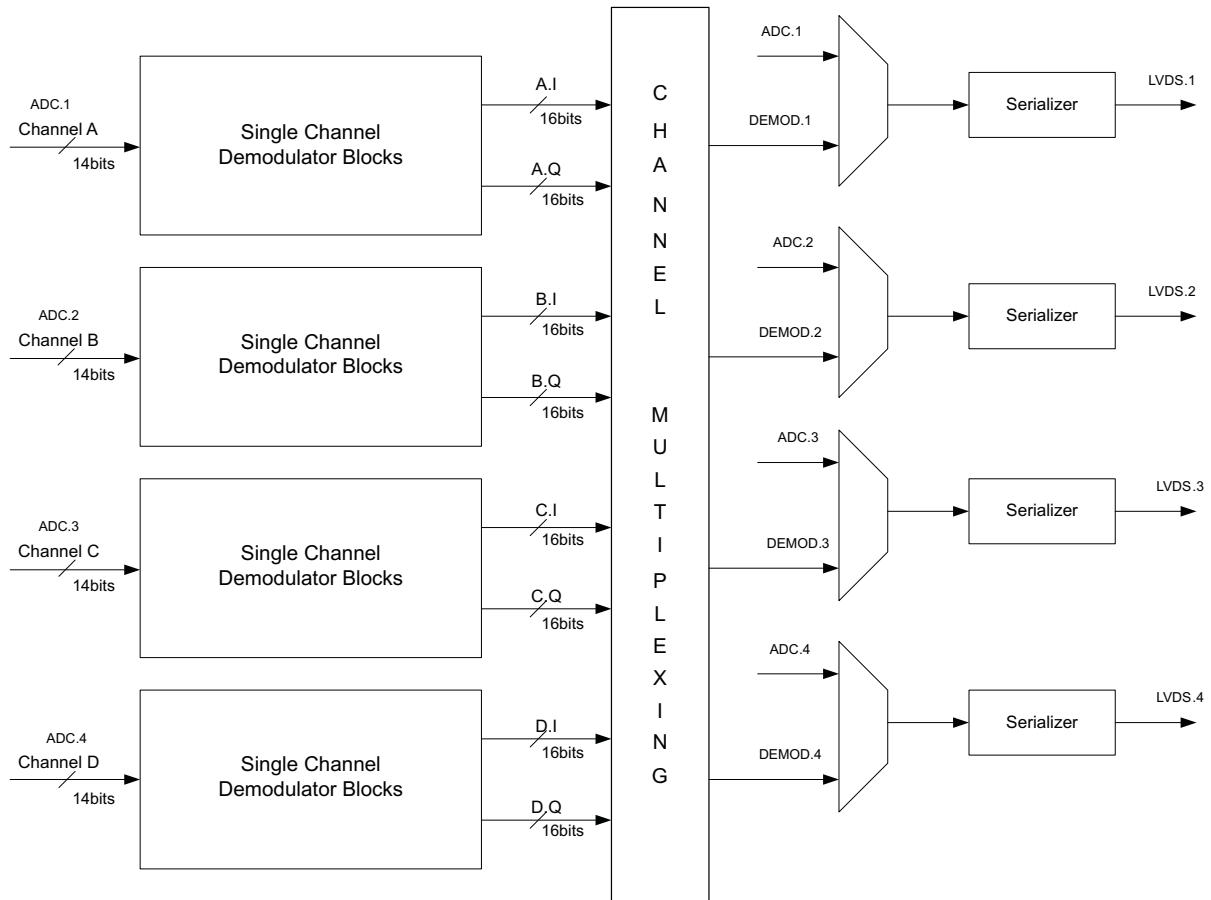 ADC.1
Channel A
14bits
Single Channel
Demodulator Blocks
A.I
16bits
A.Q
16bits
ADC.2
Channel B
14bits
Single Channel
Demodulator Blocks
B.I
16bits
B.Q
16bits
ADC.3
Channel C
14bits
Single Channel
Demodulator Blocks
C.I
16bits
C.Q
16bits
ADC.4
Channel D
14bits
Single Channel
Demodulator Blocks
D.I
16bits
D.Q
16bits
CHANNEL MULTIPLEXING
ADC.1
DEMOD.1
Serializer
LVDS.1
ADC.2
DEMOD.2
Serializer
LVDS.2
ADC.3
DEMOD.3
Serializer
LVDS.3
ADC.4
DEMOD.4
Serializer
LVDS.4